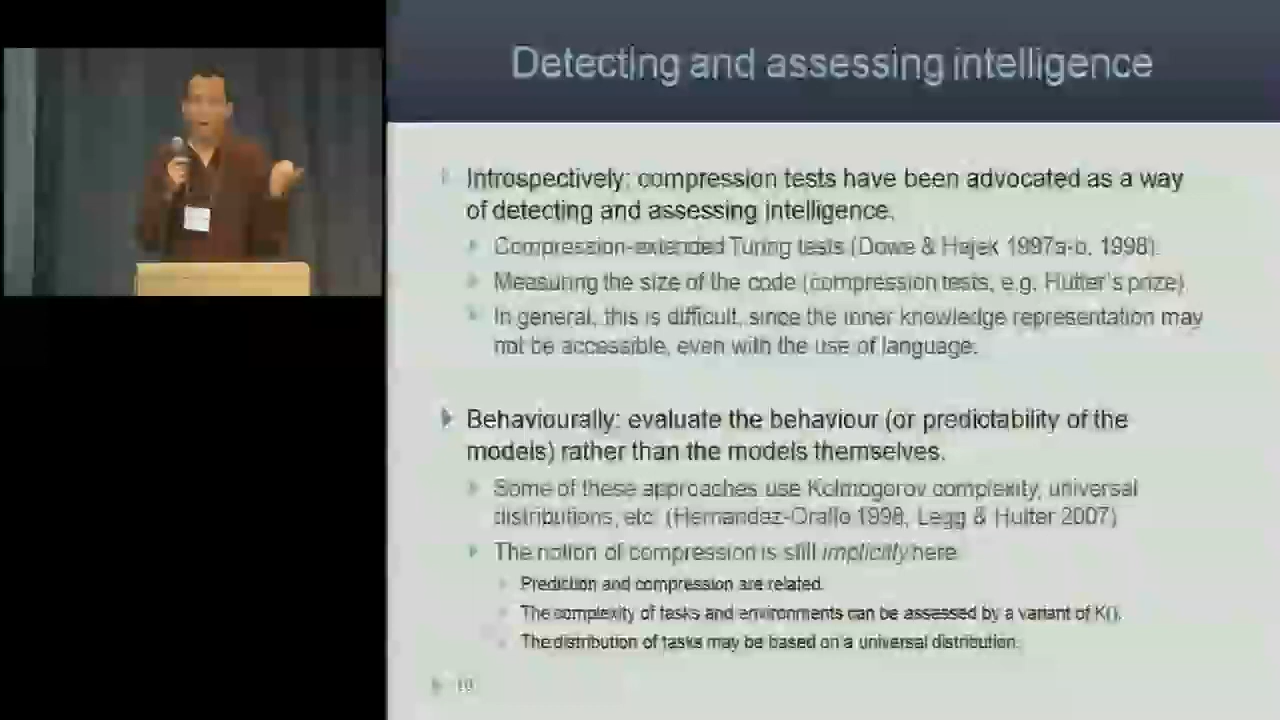 Detecting and assessing intelligence
Introspectively: compression tests have been advocated as a way
of detecting and assessing intelligence.
Compression-extended Turing tests (Dowe & Hajek 1997a-b, 1998).
Measuring the size of the code (compression tests, e.g. Hutter's prize)
In general, this is difficult, since the inner knowledge representation may
not be accessible, even with the use of language.
Behaviourally: evaluate the behaviour (or predictability of the
models) rather than the models themselves.
Some of these approaches use Kolmogorov complexity, universal
distributions, etc. (Hernandez-Orallo 1998, Legg & Hutter 2007)
The notion of compression is still implicitly here
Prediction and compression are related.
The complexity of tasks and environments can be assessed by a variant of K().
The distribution of tasks may be based on a universal distribution.